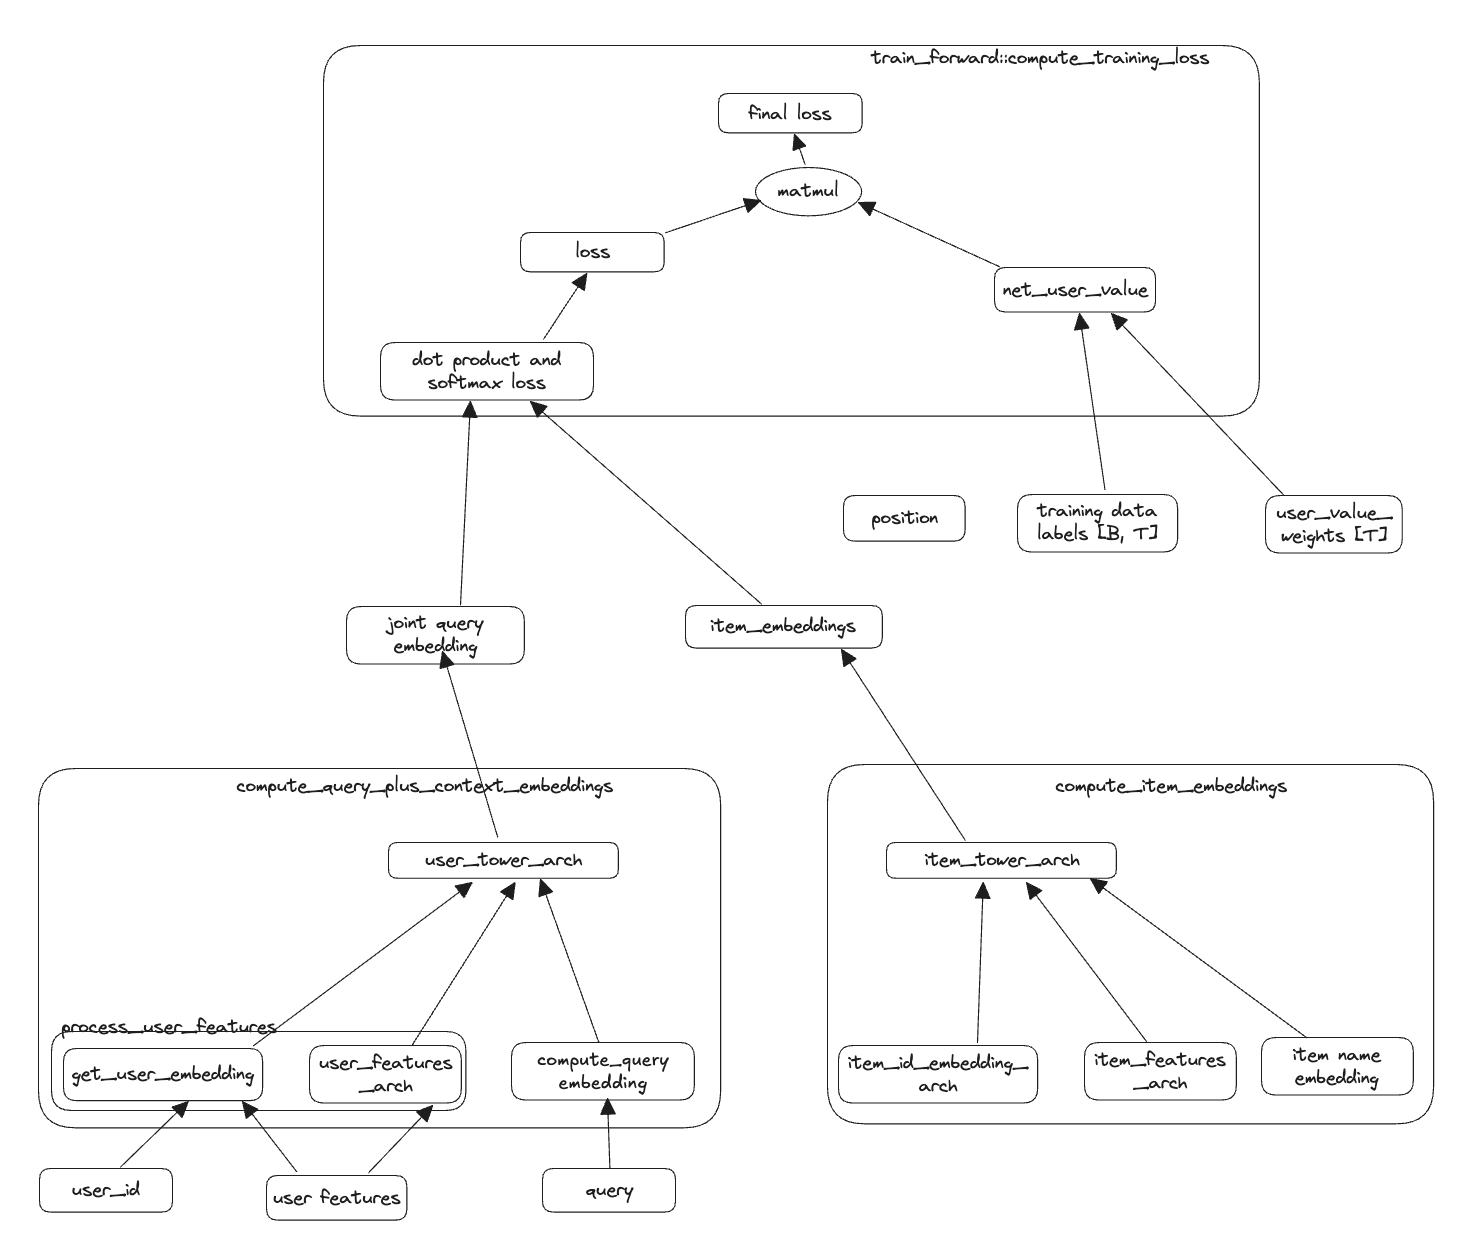 train_forward::compute_training_loss
final loss
matmul
loss
net_user_value
dot product and
softmax loss
position
training data
labels [B, T]
user_value_
weights [T]
joint query
embedding
item_embeddings
compute_query_plus_context_embeddings
user_tower_arch
process_user_features
get_user_embedding
user_features
_arch
compute_query
embedding
user_id
user features
query
compute_item_embeddings
item_tower_arch
item_id_embedding_
arch
item_features
_arch
item name
embedding